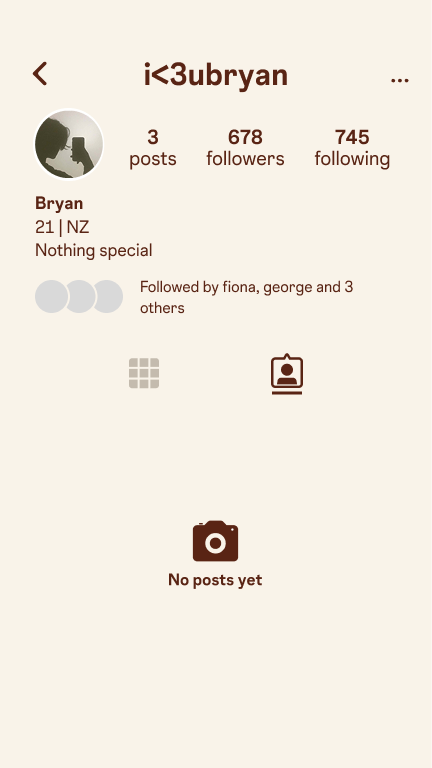 i<3ubryan
...
3
678
745
posts
followers
following
Bryan
21 | NZ
Nothing special
Followed by fiona, george and 3
others
No posts yet